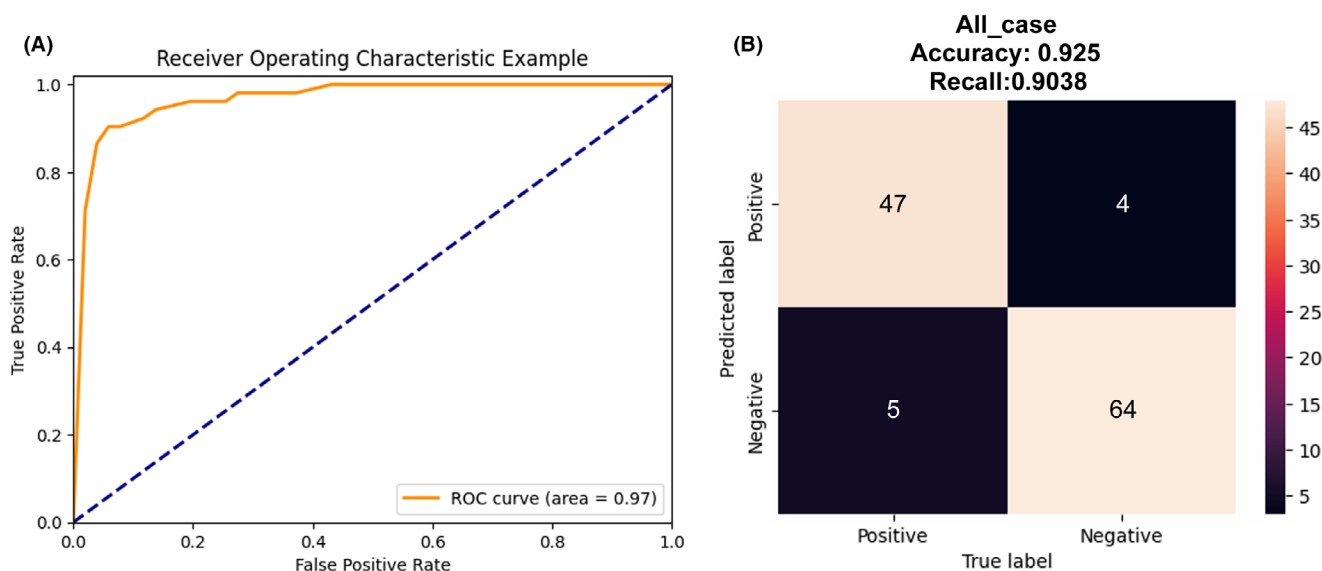 (A)
Receiver Operating Characteristic Example
True Positive Rate
1.0
0.8
0.6
0.4
0.2
0.0
0.0 0.2 0.4 0.6 0.8 1.0
False Positive Rate
ROC curve (area = 0.97)
(B)
All_case
Accuracy: 0.925
Recall:0.9038
Predicted label
Positive
Negative
47 4
5 64
Positive Negative
True label
45
40
35
30
25
20
15
10
5